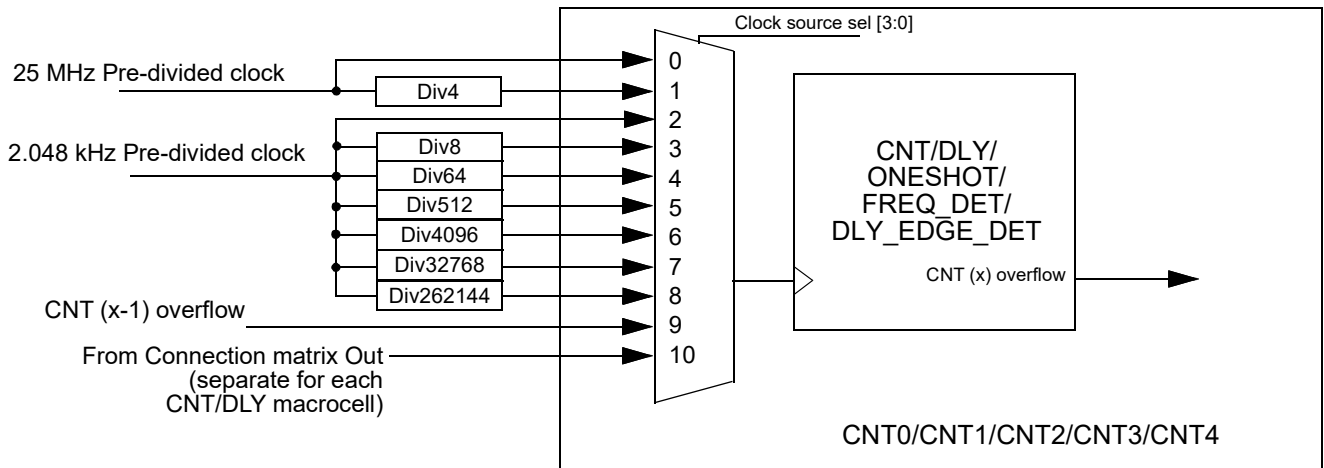 Clock source sel [3:0]
25 MHz Pre-divided clock
Div4
2.048 kHz Pre-divided clock
Div8
Div64
Div512
Div4096
Div32768
Div262144
CNT (x-1) overflow
From Connection matrix Out
(separate for each
CNT/DLY macrocell)
0
1
2
3
4
5
6
7
8
9
10
CNT/DLY/
ONESHOT/
FREQ_DET/
DLY_EDGE_DET
CNT (x) overflow
CNT0/CNT1/CNT2/CNT3/CNT4